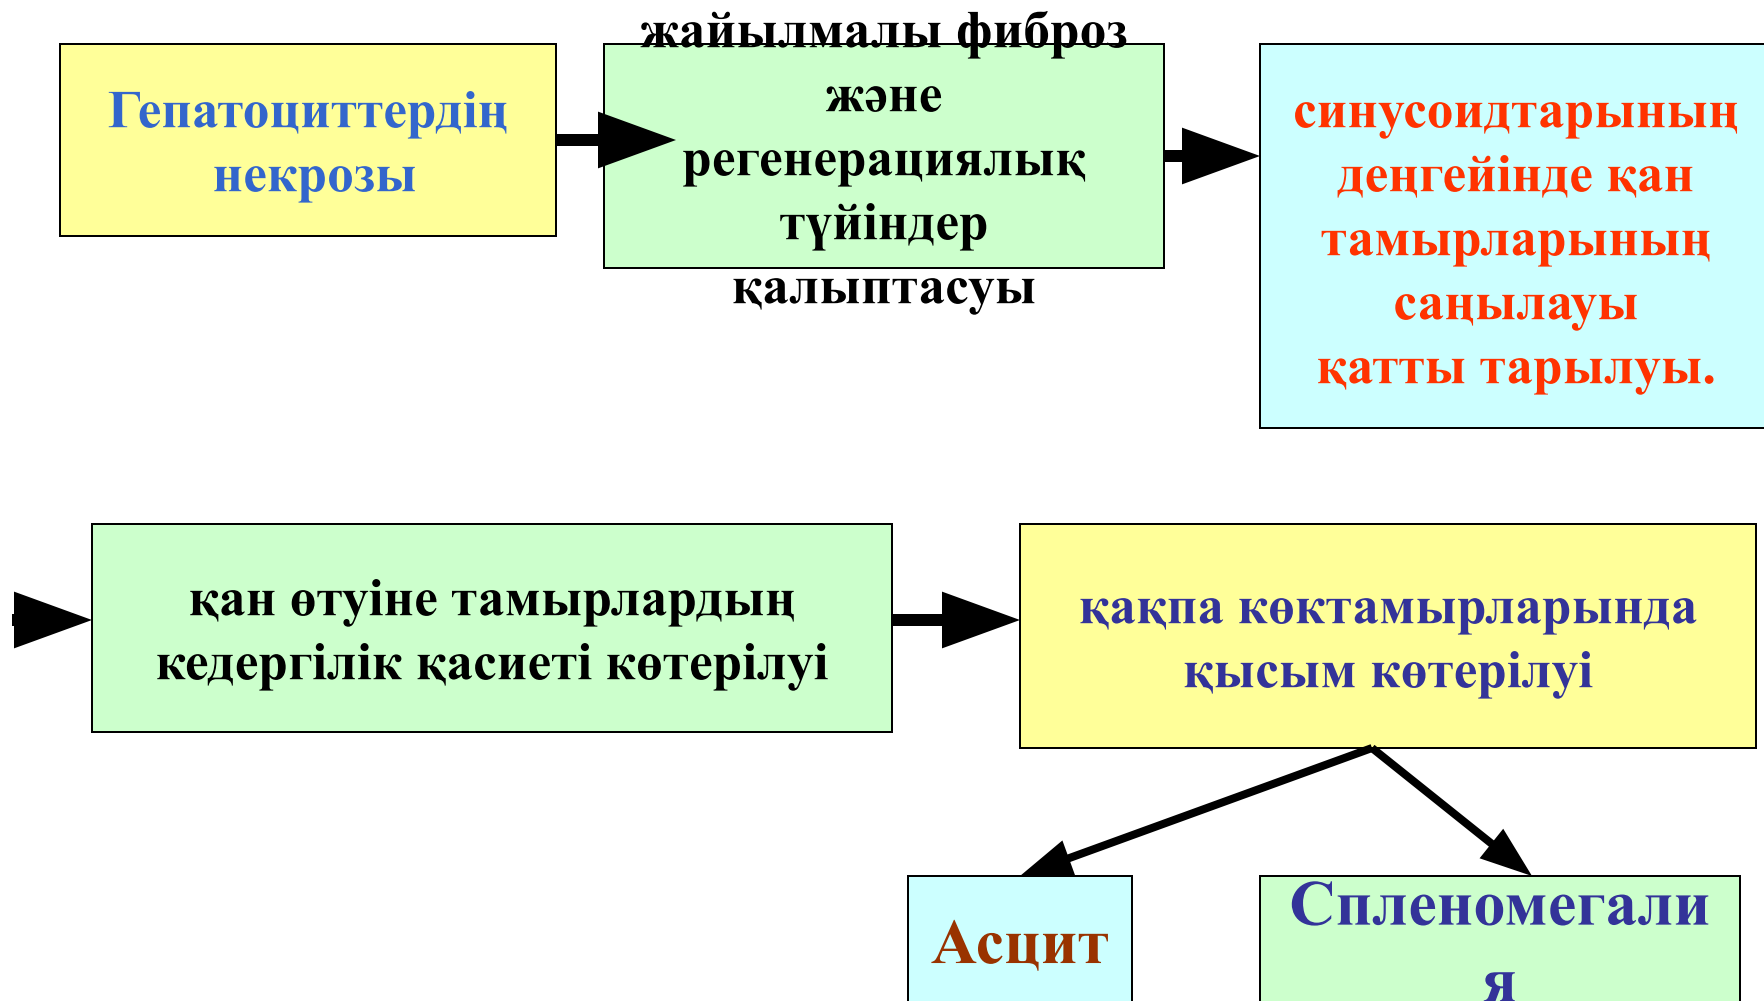 Гепатоциттердің
некрозы
жайылмалы фиброз
және
регенерациялық
түйіндер
қалыптасуы
синусоидтарының
деңгейінде қан
тамырларының
саңылауы
қатты тарылуы.
қан өтуіне тамырлардың
кедергілік қасиеті көтерілуі
қақпа көктамырларында
қысым көтерілуі
Асцит
Спленомегали
я